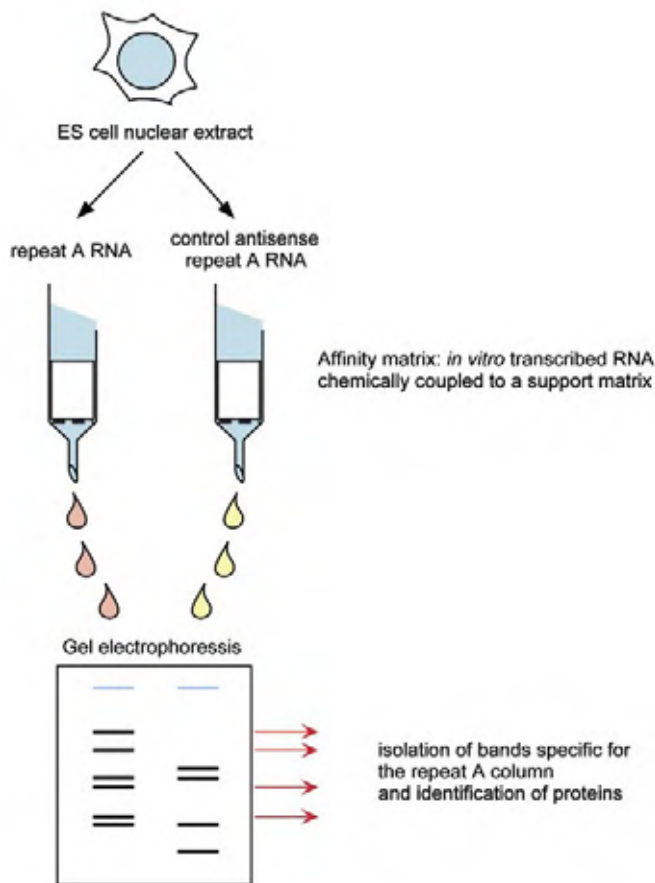 ES cell nuclear extract
repeat A RNA
control antisense
repeat A RNA
Affinity matrix: in vitro transcribed RNA
chemically coupled to a support matrix
Gel electrophoressis
isolation of bands specific for
the repeat A column
and identification of proteins